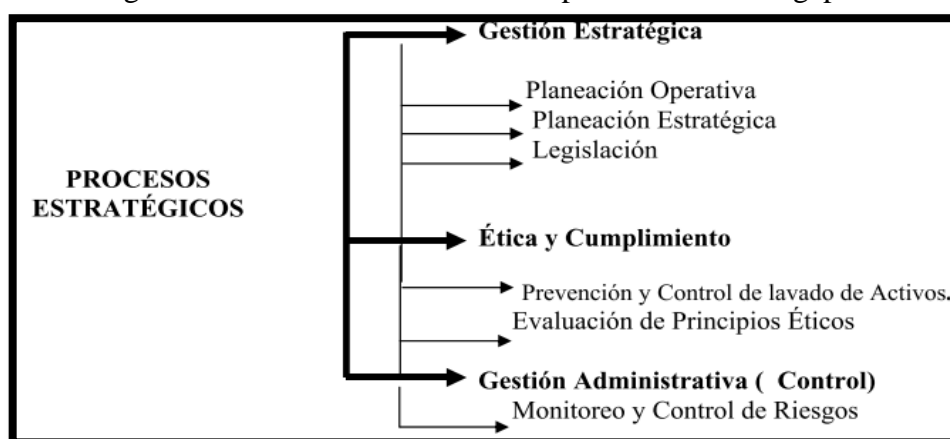 Gestión Estratégica
Planeación Operativa
Planeación Estratégica
Legislación
PROCESOS
ESTRATÉGICOS
Ética y Cumplimiento
Prevención y Control de lavado de Activos.
Evaluación de Principios Éticos
Gestión Administrativa ( Control)
Monitoreo y Control de Riesgos